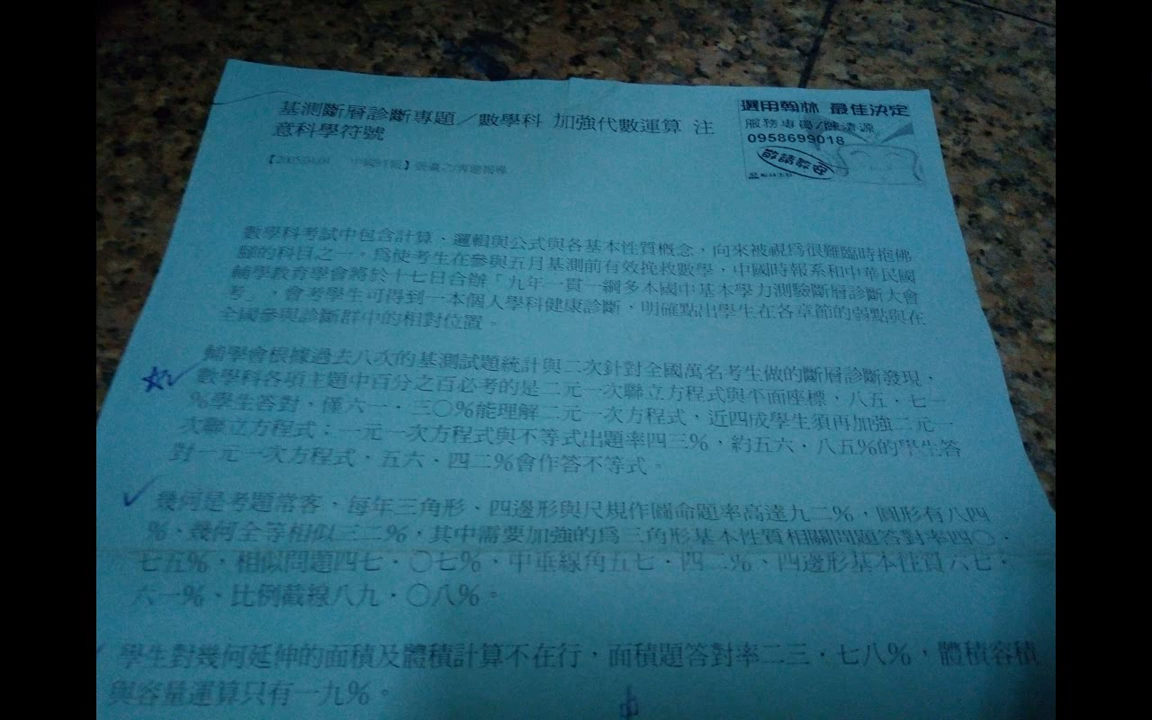 基測斷層診斷專題／數學科 加強代數運算 注
意科學符號
選用翰林 最佳決定
服務專員/陳清源
0958699018
敬請教正
數學科考試中包含計算、邏輯與公式與各基本性質概念，向來被視為很難臨時抱佛
腳的科目之一。為使考生在參與五月基測前有效挽救數學，中國時報系和中華民國
輔學教育學會將於十七日合辦「九年一貫一綱多本國中基本學力測驗斷層診斷大會
考」，會考學生可得到一本個人學科健康診斷，明確點出學生在各章節的弱點與在
全國參與診斷群中的相對位置。
輔學會根據過去八次的基測試題統計與二次針對全國萬名考生做的斷層診斷發現，
數學科各項主題中百分之百必考的是二元一次聯立方程式與平面座標，八五．七一
％學生答對，僅六一．三〇％能理解二元一次方程式，近四成學生須再加強二元一
次聯立方程式；一元一次方程式與不等式出題率四三％，約五六．八五％的學生答
對一元一次方程式，五六．四二％會作答不等式。
幾何是考題常客，每年三角形、四邊形與尺規作圖命題率高達九二％，圓形有八四
％、幾何全等相似三二％，其中需要加強的為三角形基本性質相關問題答對率四〇．
七五％，相似問題四七．〇七％、中垂線角五七．四二％、四邊形基本性質六七．
六一％、比例截線八九．〇八％。
學生對幾何延伸的面積及體積計算不在行，面積題答對率二三．七八％，體積容積
與容量運算只有一九％。